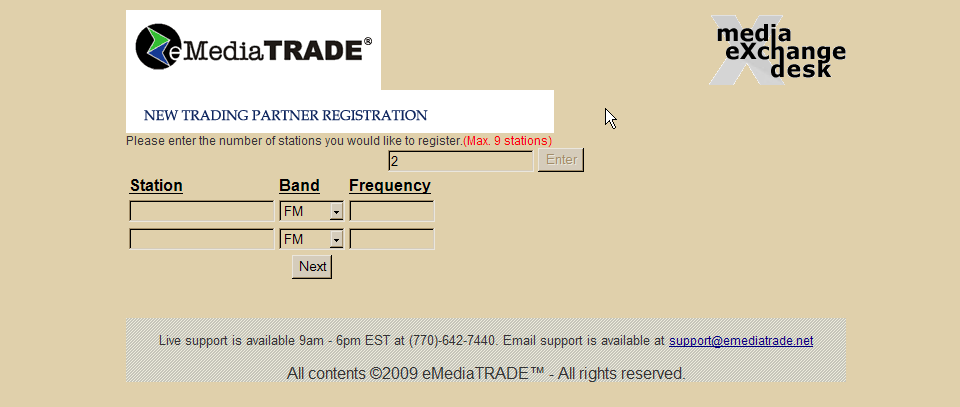 eMediaTRADE®
media
eXchange
desk
NEW TRADING PARTNER REGISTRATION
Please enter the number of stations you would like to register.(Max. 9 stations)
2 Enter
Station Band Frequency
FM
FM
Next
Live support is available 9am - 6pm EST at (770)-642-7440. Email support is available at support@emediatrade.net
All contents ©2009 eMediaTRADE™ - All rights reserved.